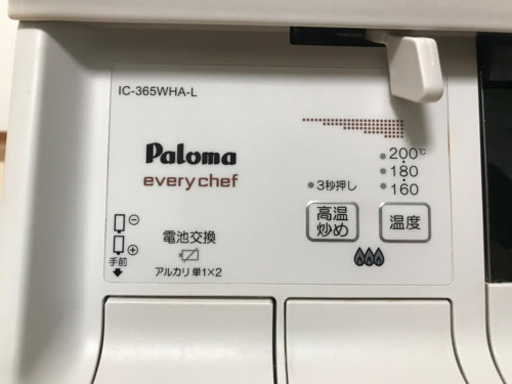 IC-365WHA-L
Paloma
every chef
200℃
180
160
3秒押し
高温
炒め
温度
電池交換
手前
アルカリ 単1×2